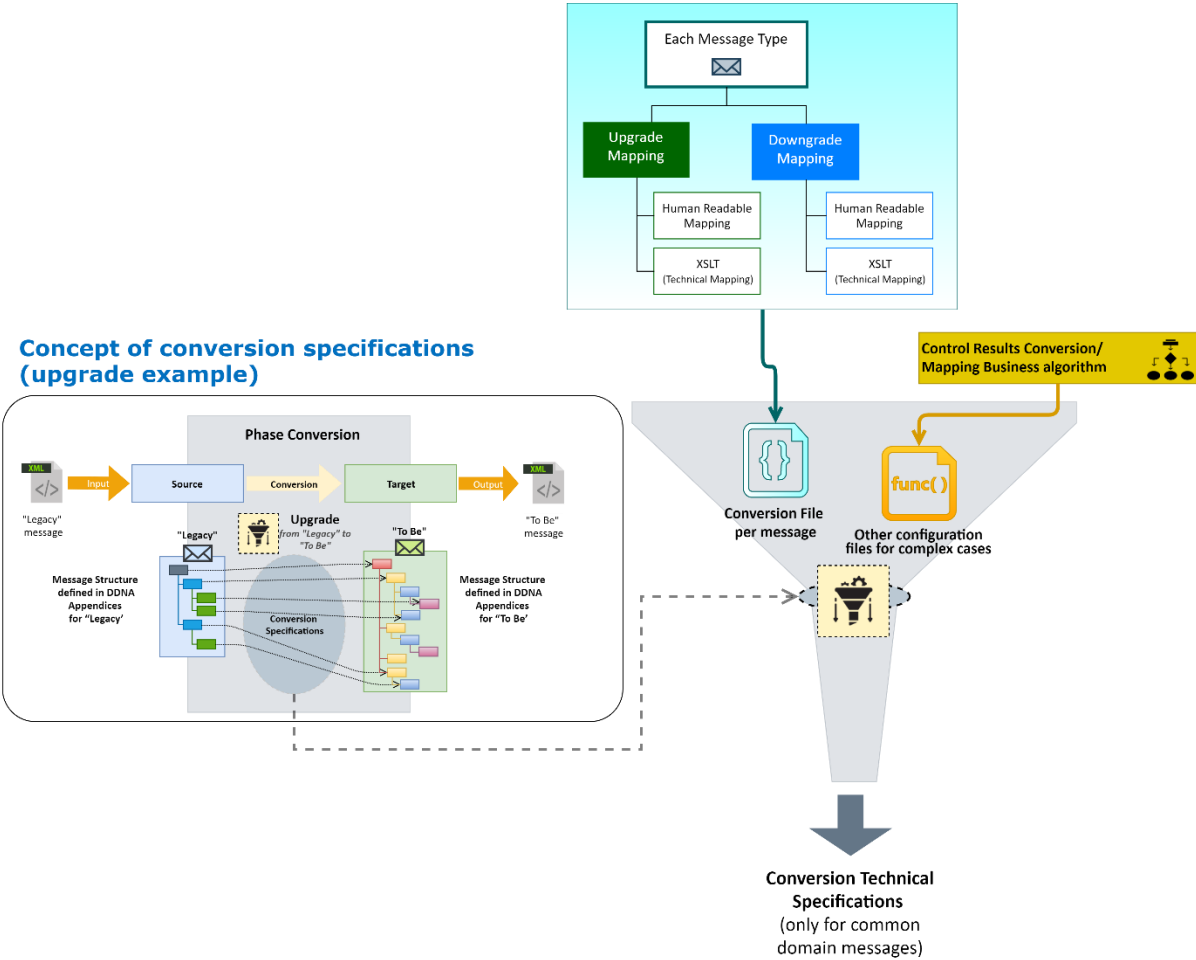 Each Message Type
Upgrade
Mapping
Downgrade
Mapping
Human Readable
Mapping
XSLT
(Technical Mapping)
Human Readable
Mapping
XSLT
(Technical Mapping)
Concept of conversion specifications
(upgrade example)
Control Results Conversion/
Mapping Business algorithm
Phase Conversion
XML
</>
Input
Source
Conversion
Target
Output
XML
</>
"Legacy"
message
"To Be"
message
Upgrade
from "Legacy" to
"To Be"
"Legacy"
"To Be"
Message Structure
defined in DDNA
Appendices
for “Legacy’
Conversion
Specifications
Message Structure
defined in DDNA
Appendices
for “To Be’
{}
Conversion File
per message
func()
Other configuration
files for complex cases
Conversion Technical
Specifications
(only for common
domain messages)